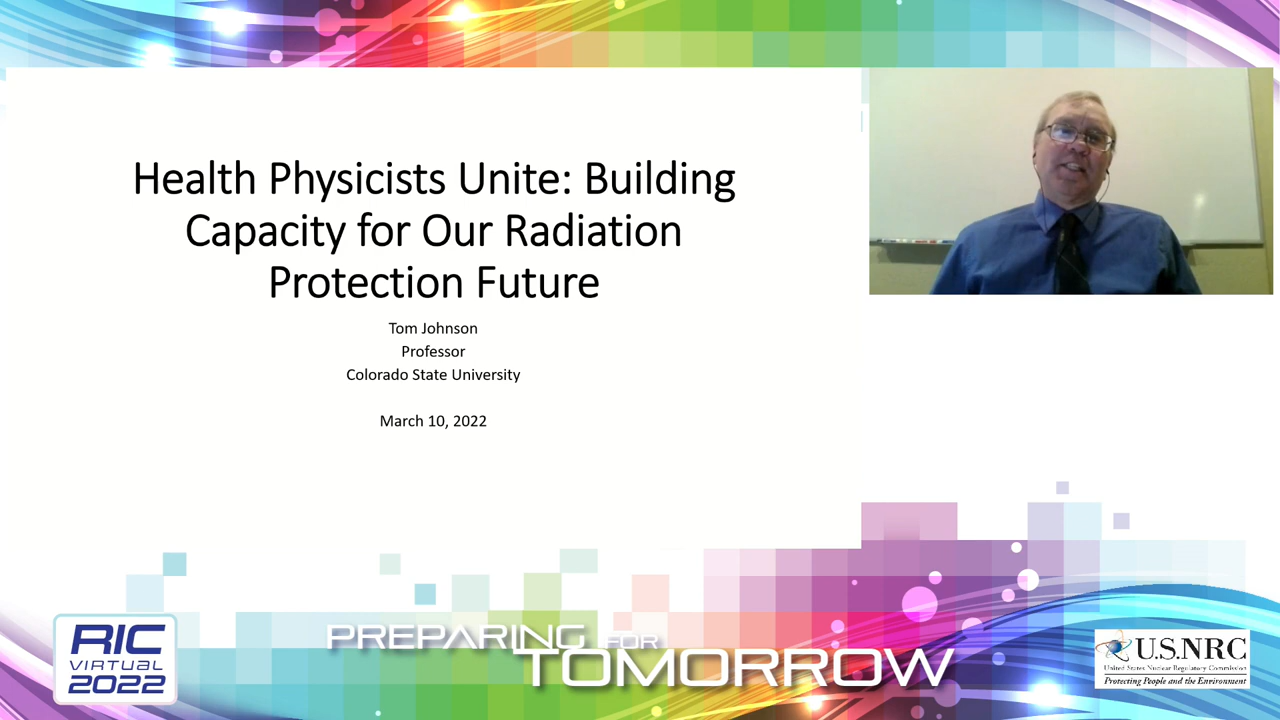 Health Physicists Unite: Building
Capacity for Our Radiation
Protection Future
Tom Johnson
Professor
Colorado State University
March 10, 2022
RIC
VIRTUAL
2022
PREPARING FOR
TOMORROW
U.S.NRC
United States Nuclear Regulatory Commission
Protecting People and the Environment